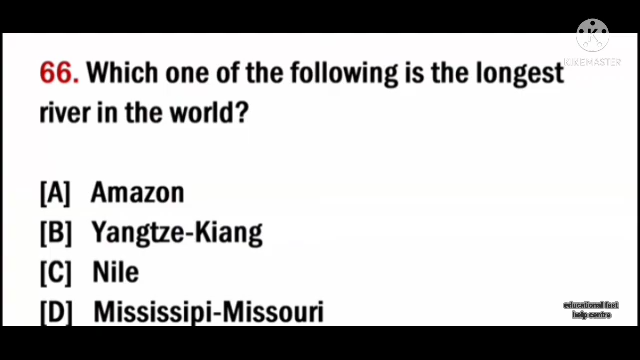 KINEMASTER
66. Which one of the following is the longest
river in the world?
[A] Amazon
[B] Yangtze-Kiang
[C] Nile
[D] Mississipi-Missouri
educational fast
help centre